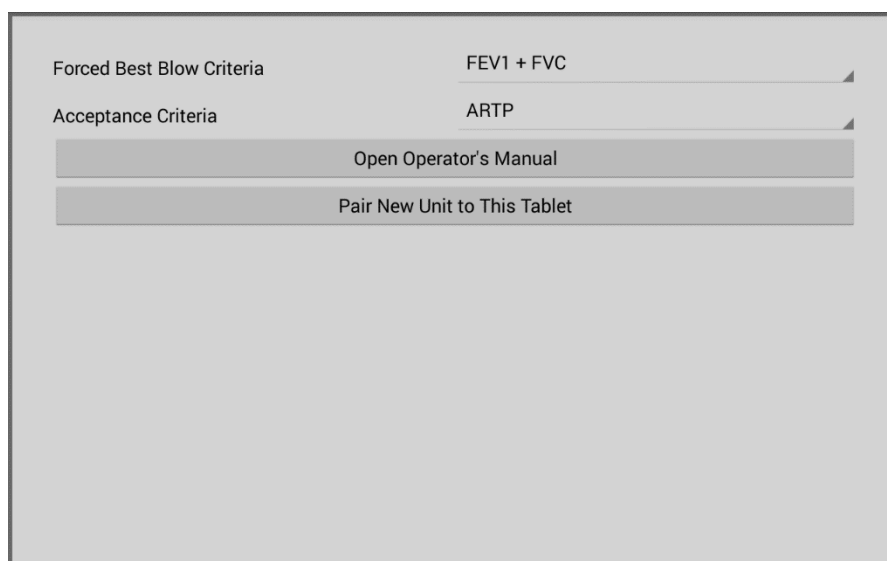 Forced Best Blow Criteria FEV1 + FVC
Acceptance Criteria ARTP
Open Operator's Manual
Pair New Unit to This Tablet